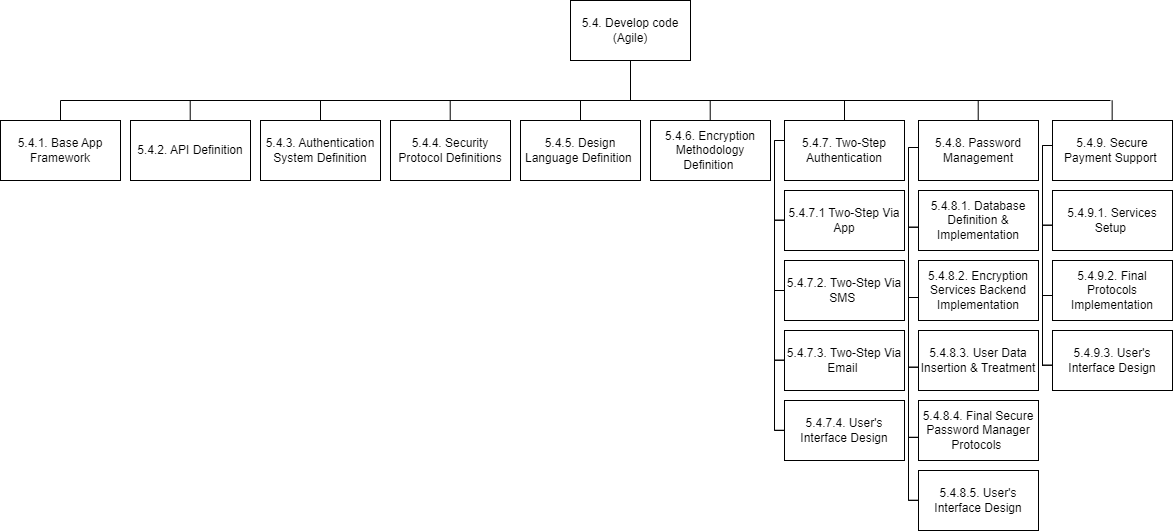 5.4. Develop code
(Agile)
5.4.1. Base App
Framework
5.4.2. API Definition
5.4.3. Authentication
System Definition
5.4.4. Security
Protocol Definitions
5.4.5. Design
Language Definition
5.4.6. Encryption
Methodology
Definition
5.4.7. Two-Step
Authentication
5.4.7.1 Two-Step Via
App
5.4.7.2. Two-Step Via
SMS
5.4.7.3. Two-Step Via
Email
5.4.7.4. User's
Interface Design
5.4.8. Password
Management
5.4.8.1. Database
Definition &
Implementation
5.4.8.2. Encryption
Services Backend
Implementation
5.4.8.3. User Data
Insertion & Treatment
5.4.8.4. Final Secure
Password Manager
Protocols
5.4.8.5. User's
Interface Design
5.4.9. Secure
Payment Support
5.4.9.1. Services
Setup
5.4.9.2. Final
Protocols
Implementation
5.4.9.3. User's
Interface Design